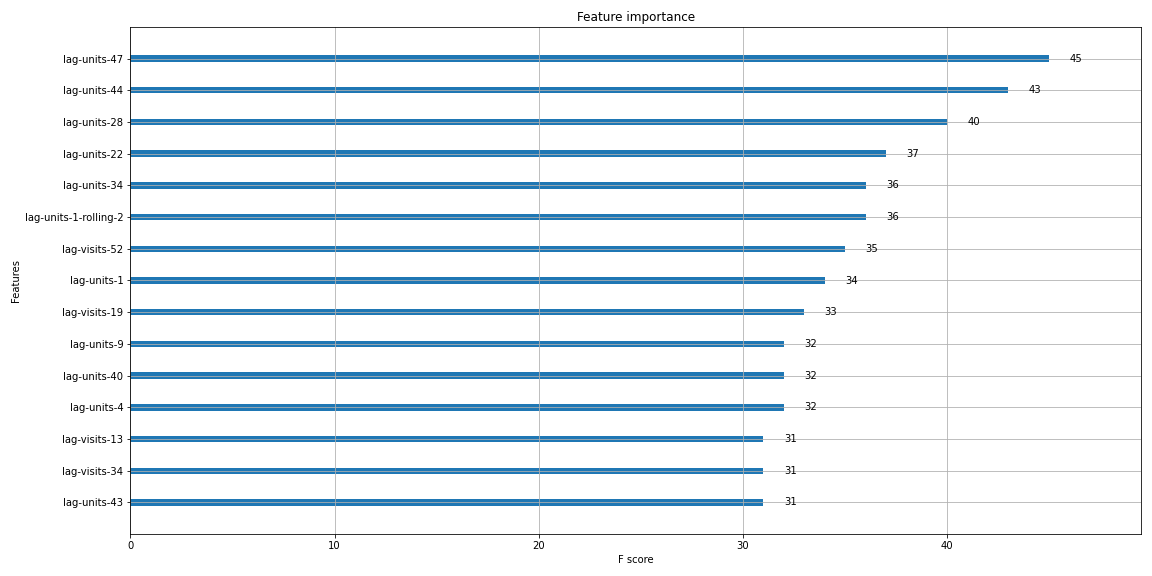 Feature importance
Features
lag-units-47 45
lag-units-44 43
lag-units-28 40
lag-units-22 37
lag-units-34 36
lag-units-1-rolling-2 36
lag-visits-52 35
lag-units-1 34
lag-visits-19 33
lag-units-9 32
lag-units-40 32
lag-units-4 32
lag-visits-13 31
lag-visits-34 31
lag-units-43 31
0 10 20 30 40
F score